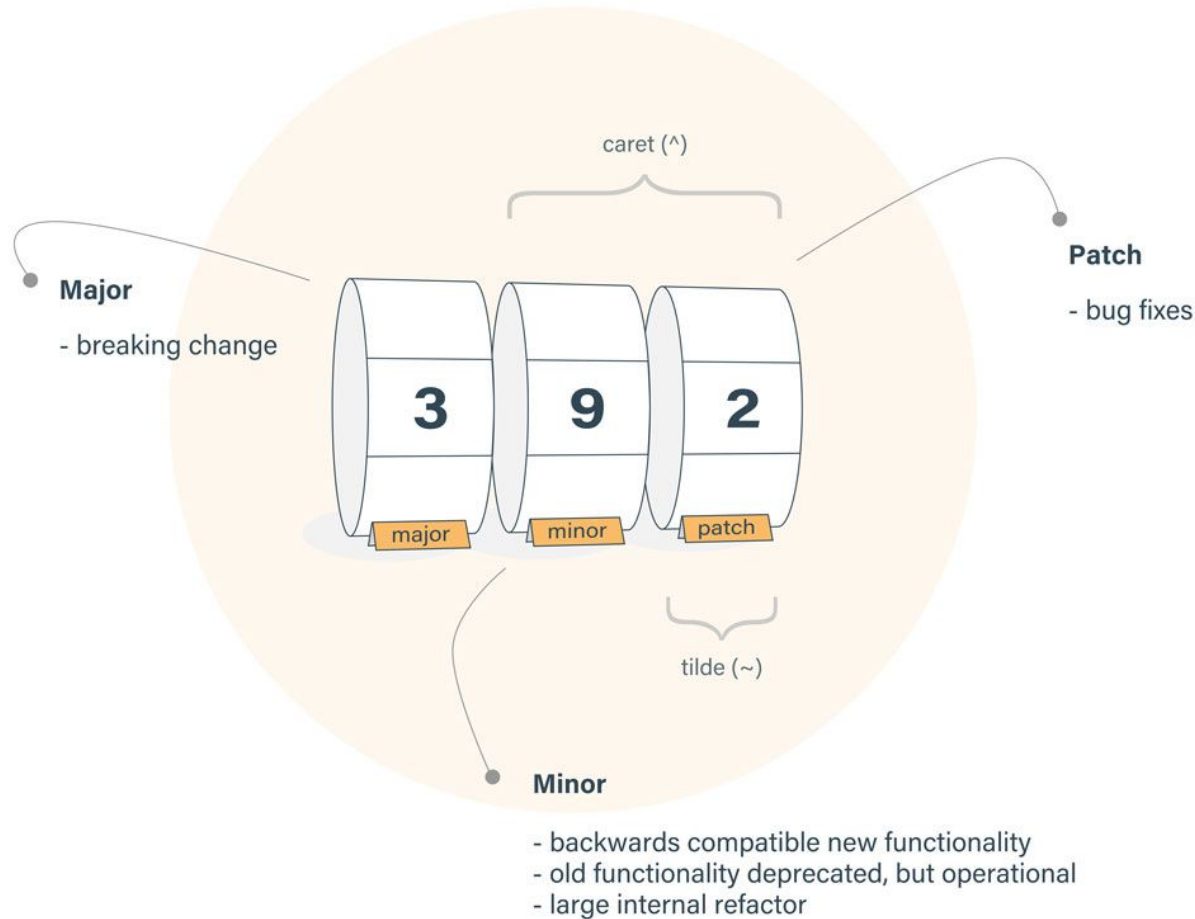 caret (^)
Major
- breaking change
Patch
- bug fixes
3 9 2
major minor patch
tilde (~)
Minor
- backwards compatible new functionality
- old functionality deprecated, but operational
- large internal refactor